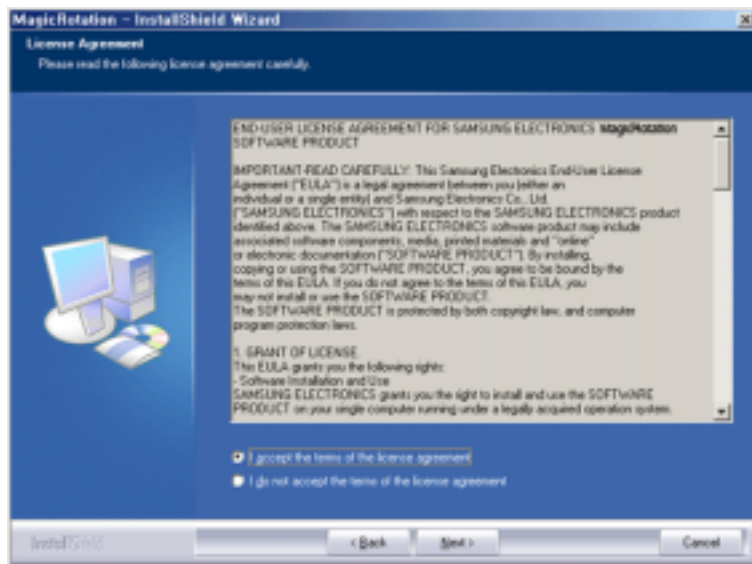 MagicRotation - InstallShield Wizard
License Agreement
Please read the following license agreement carefully.
END-USER LICENSE AGREEMENT FOR SAMSUNG ELECTRONICS MagicRotation
SOFTWARE PRODUCT
IMPORTANT-READ CAREFULLY: This Samsung Electronics End-User License
Agreement ("EULA") is a legal agreement between you (either an
individual or a single entity) and Samsung Electronics Co., Ltd.
("SAMSUNG ELECTRONICS") with respect to the SAMSUNG ELECTRONICS product
identified above. The SAMSUNG ELECTRONICS software product may include
associated software components, media, printed materials and "online"
or electronic documentation ("SOFTWARE PRODUCT"). By installing,
copying or using the SOFTWARE PRODUCT, you agree to be bound by the
terms of this EULA. If you do not agree to the terms of this EULA, you
may not install or use the SOFTWARE PRODUCT.
The SOFTWARE PRODUCT is protected by both copyright law, and computer
program protection laws.
1. GRANT OF LICENSE.
This EULA grants you the following rights:
- Software Installation and Use
SAMSUNG ELECTRONICS grants you the right to install and use the SOFTWARE
PRODUCT on your single computer running under a legally acquired operation system.
I accept the terms of the license agreement
I do not accept the terms of the license agreement
InstallShield
< Back
Next >
Cancel